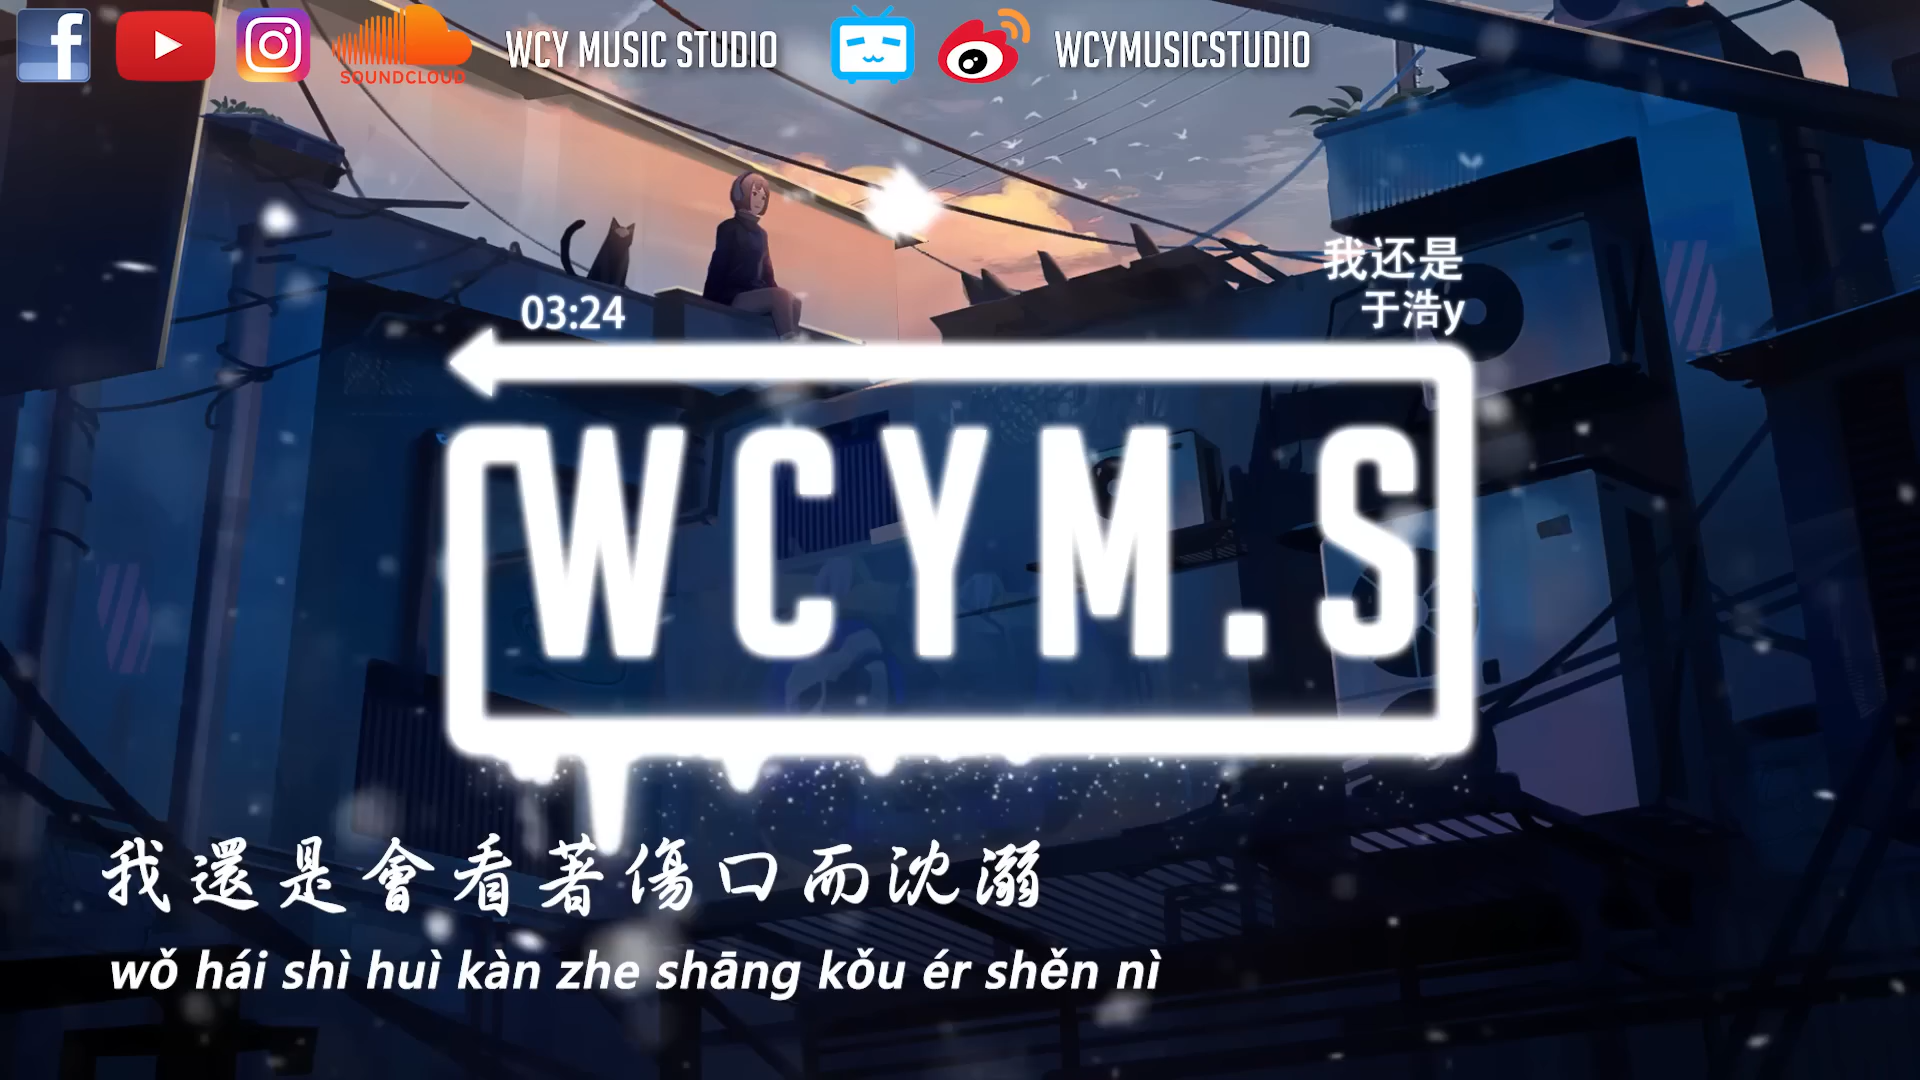 SOUNDCLOUD
WCY MUSIC STUDIO
WCYMUSICSTUDIO
我还是
于浩y
03:24
WCYM.S
我還是會看著傷口而沈溺
wǒ hái shì huì kàn zhe shāng kǒu ér shěn nì